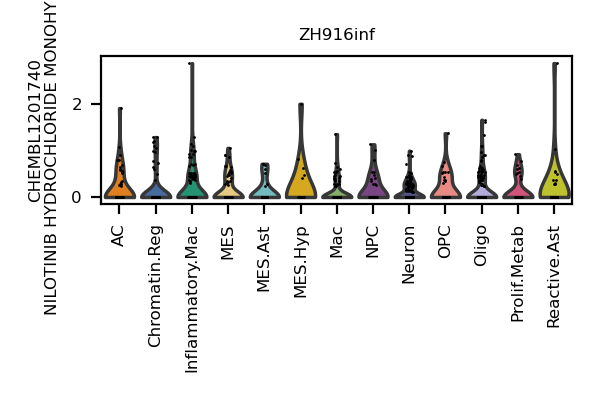 ZH916inf
CHEMBL1201740
NILOTINIB HYDROCHLORIDE MONOHY
2
0
AC
Chromatin.Reg
Inflammatory.Mac
MES
MES.Ast
MES.Hyp
Mac
NPC
Neuron
OPC
Oligo
Prolif.Metab
Reactive.Ast